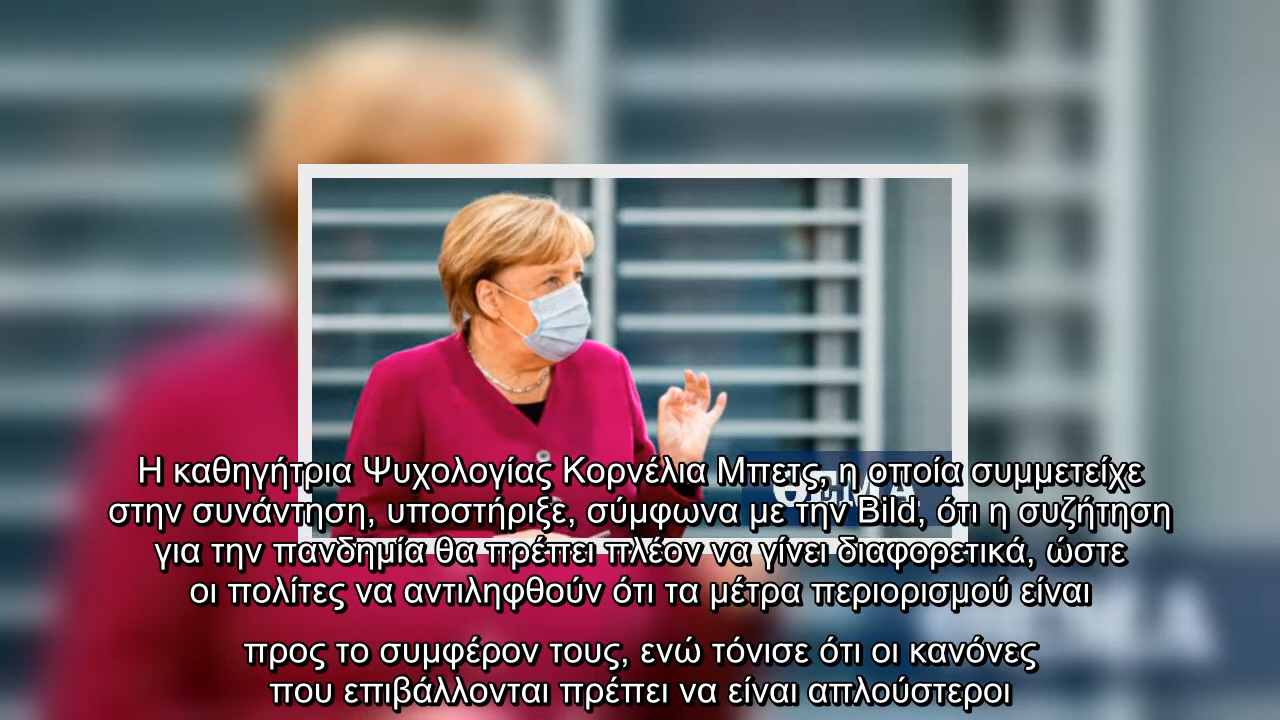 Η καθηγήτρια Ψυχολογίας Κορνέλια Μπετς, η οποία συμμετείχε
στην συνάντηση, υποστήριξε, σύμφωνα με την Bild, ότι η συζήτηση
για την πανδημία θα πρέπει πλέον να γίνει διαφορετικά, ώστε
οι πολίτες να αντιληφθούν ότι τα μέτρα περιορισμού είναι
προς το συμφέρον τους, ενώ τόνισε ότι οι κανόνες
που επιβάλλονται πρέπει να είναι απλούστεροι